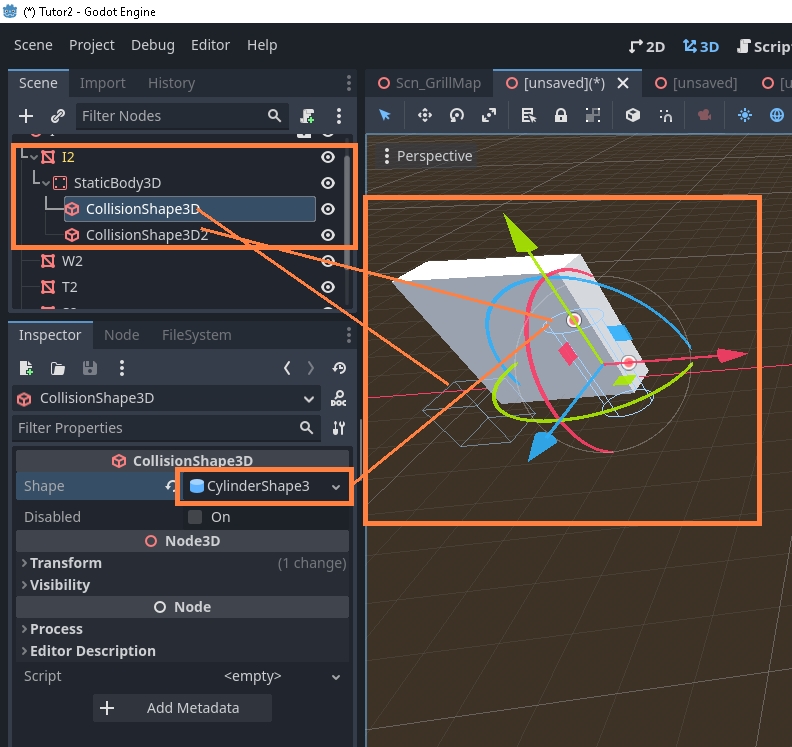 (*) Tutor2 - Godot Engine
Scene Project Debug Editor Help
2D 3D Scrip
Scene Import History
Scn_GrillMap [unsaved](*) [unsaved] [u
Filter Nodes
I2
Perspective
StaticBody3D
CollisionShape3D
CollisionShape3D2
W2
T2
Inspector Node FileSystem
CollisionShape3D
Filter Properties
CollisionShape3D
Shape CylinderShape3
Disabled On
Node3D
Transform (1 change)
Visibility
Node
Process
Editor Description
Script <empty>
Add Metadata